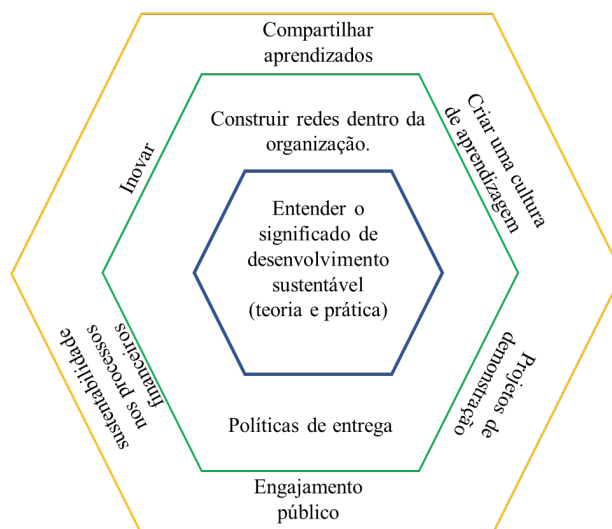 Compartilhar
aprendizados
Criar uma cultura
de aprendizagem
Inovar
Construir redes dentro da
organização.
Entender o
significado de
desenvolvimento
sustentável
(teoria e prática)
sustentabilidade
nos processos
financeiros
Projetos de
demonstração
Políticas de entrega
Engajamento
público